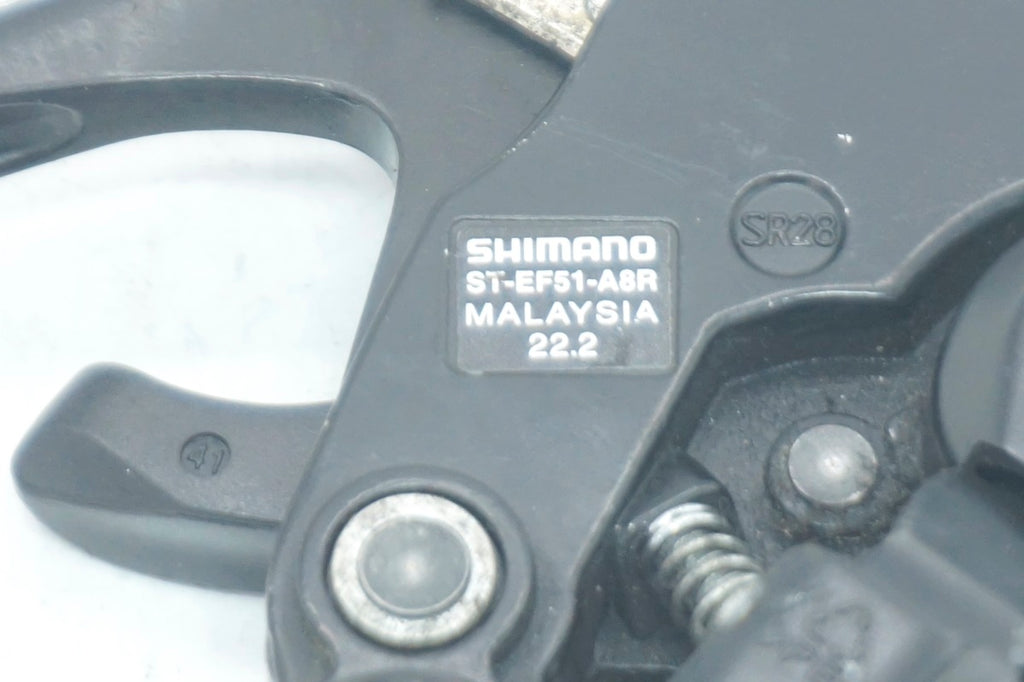 SHIMANO
ST-EF51-A8R
MALAYSIA
22.2
SR28
41